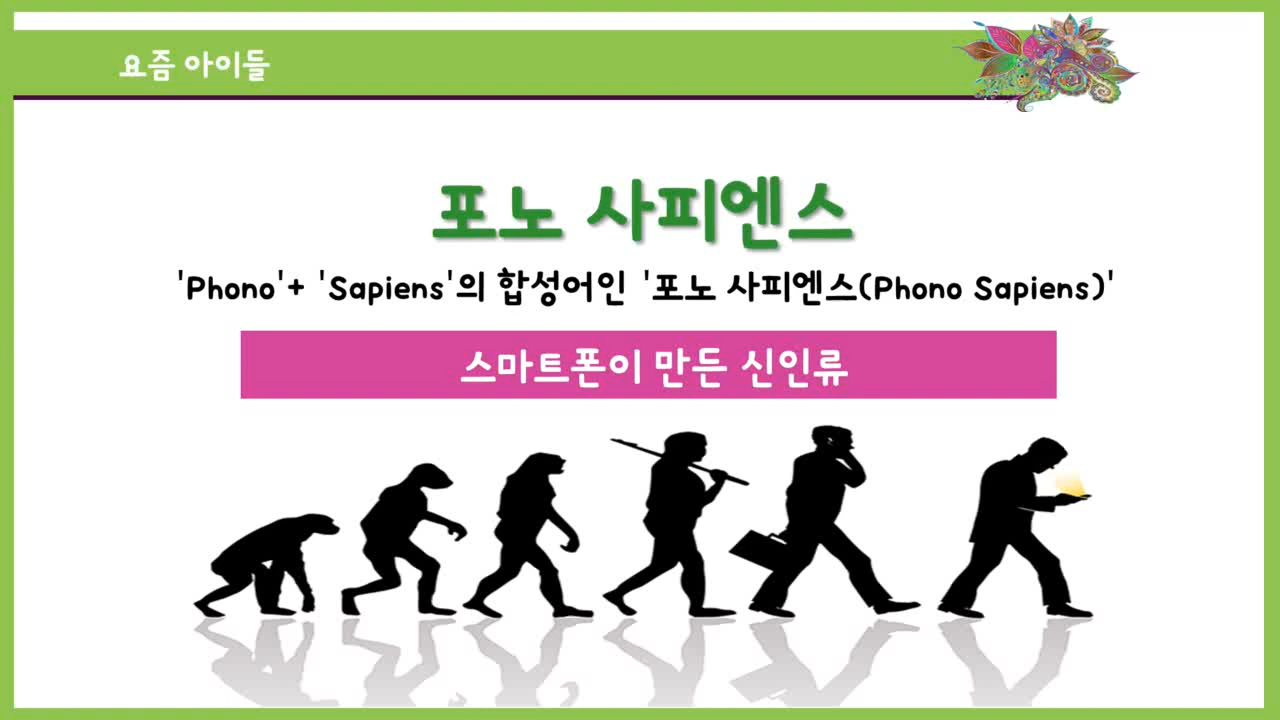 요즘 아이들
포노 사피엔스
'Phono'+ 'Sapiens'의 합성어인 '포노 사피엔스(Phono Sapiens)'
스마트폰이 만든 신인류